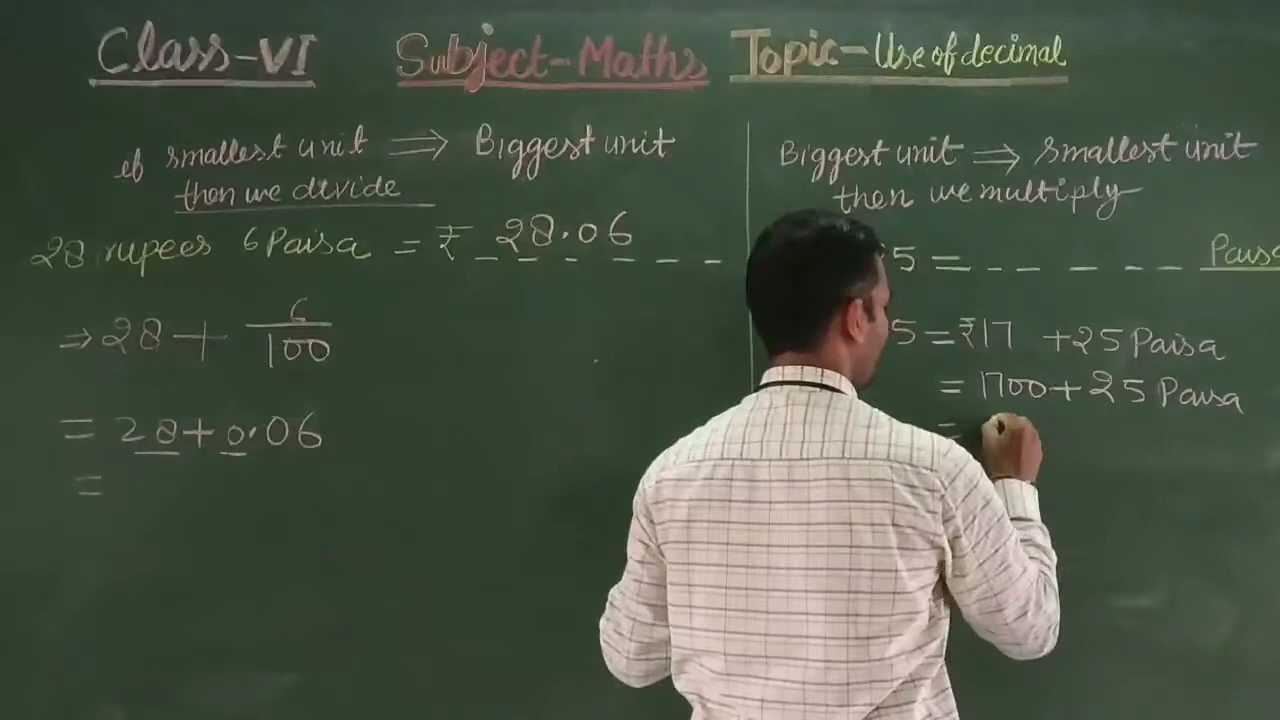 Class-VI Subject-Maths Topic-Use of decimal
if smallest unit ⇒ Biggest unit
then we divide
28 rupees 6 Paisa = ₹ 28.06
⇒ 28 + 6/100
= 28 + 0.06
=
Biggest unit ⇒ smallest unit
then we multiply
5 = _ _ _ _ _ Paisa
5 = ₹17 + 25 Paisa
= 1700 + 25 Paisa
=